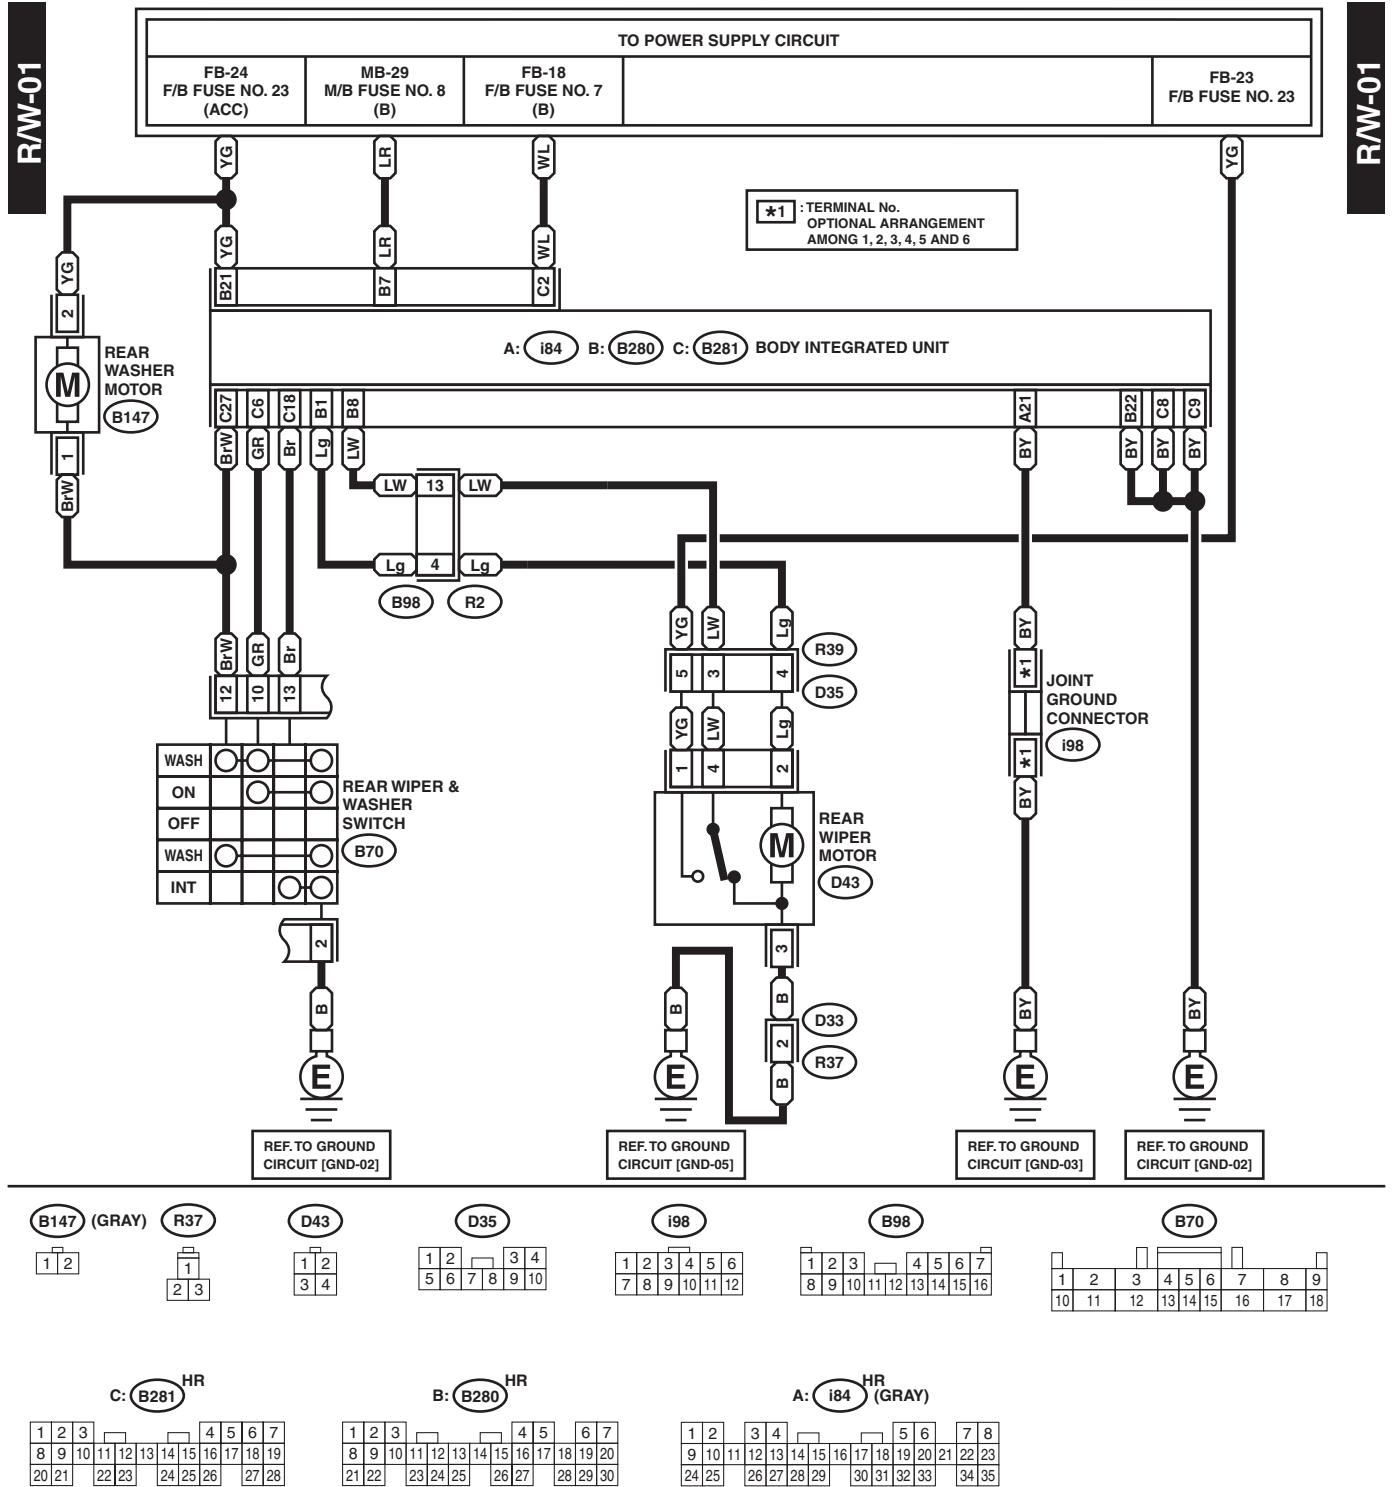 R/W-01
R/W-01
TO POWER SUPPLY CIRCUIT
FB-24
F/B FUSE NO. 23
(ACC)
MB-29
M/B FUSE NO. 8
(B)
FB-18
F/B FUSE NO. 7
(B)
FB-23
F/B FUSE NO. 23
YG
LR
WL
YG
*1 : TERMINAL No.
OPTIONAL ARRANGEMENT
AMONG 1, 2, 3, 4, 5 AND 6
YG
YG
LR
WL
B21
B7
C2
2
M
REAR
WASHER
MOTOR
B147
1
BrW
A: i84 B: B280 C: B281 BODY INTEGRATED UNIT
C27
C6
C18
B1
B8
A21
B22
C8
C9
BrW
GR
Br
Lg
LW
BY
BY
BY
BY
LW 13 LW
Lg 4 Lg
B98 R2
BrW
GR
Br
YG
LW
Lg
BY
12
10
13
5
3
4
R39
D35
*1
JOINT
GROUND
CONNECTOR
i98
*1
BY
YG
LW
Lg
1
4
2
WASH
ON
OFF
WASH
INT
REAR WIPER &
WASHER
SWITCH
B70
M
REAR
WIPER
MOTOR
D43
2
3
B
B
B
D33
2
R37
B
BY
BY
E
E
E
E
REF. TO GROUND
CIRCUIT [GND-02]
REF. TO GROUND
CIRCUIT [GND-05]
REF. TO GROUND
CIRCUIT [GND-03]
REF. TO GROUND
CIRCUIT [GND-02]
B147 (GRAY)
1 2
R37
1
2 3
D43
1 2
3 4
D35
1 2 3 4
5 6 7 8 9 10
i98
1 2 3 4 5 6
7 8 9 10 11 12
B98
1 2 3 4 5 6 7
8 9 10 11 12 13 14 15 16
B70
1 2 3 4 5 6 7 8 9
10 11 12 13 14 15 16 17 18
C: B281 HR
1 2 3 4 5 6 7
8 9 10 11 12 13 14 15 16 17 18 19
20 21 22 23 24 25 26 27 28
B: B280 HR
1 2 3 4 5 6 7
8 9 10 11 12 13 14 15 16 17 18 19 20
21 22 23 24 25 26 27 28 29 30
A: i84 HR (GRAY)
1 2 3 4 5 6 7 8
9 10 11 12 13 14 15 16 17 18 19 20 21 22 23
24 25 26 27 28 29 30 31 32 33 34 35